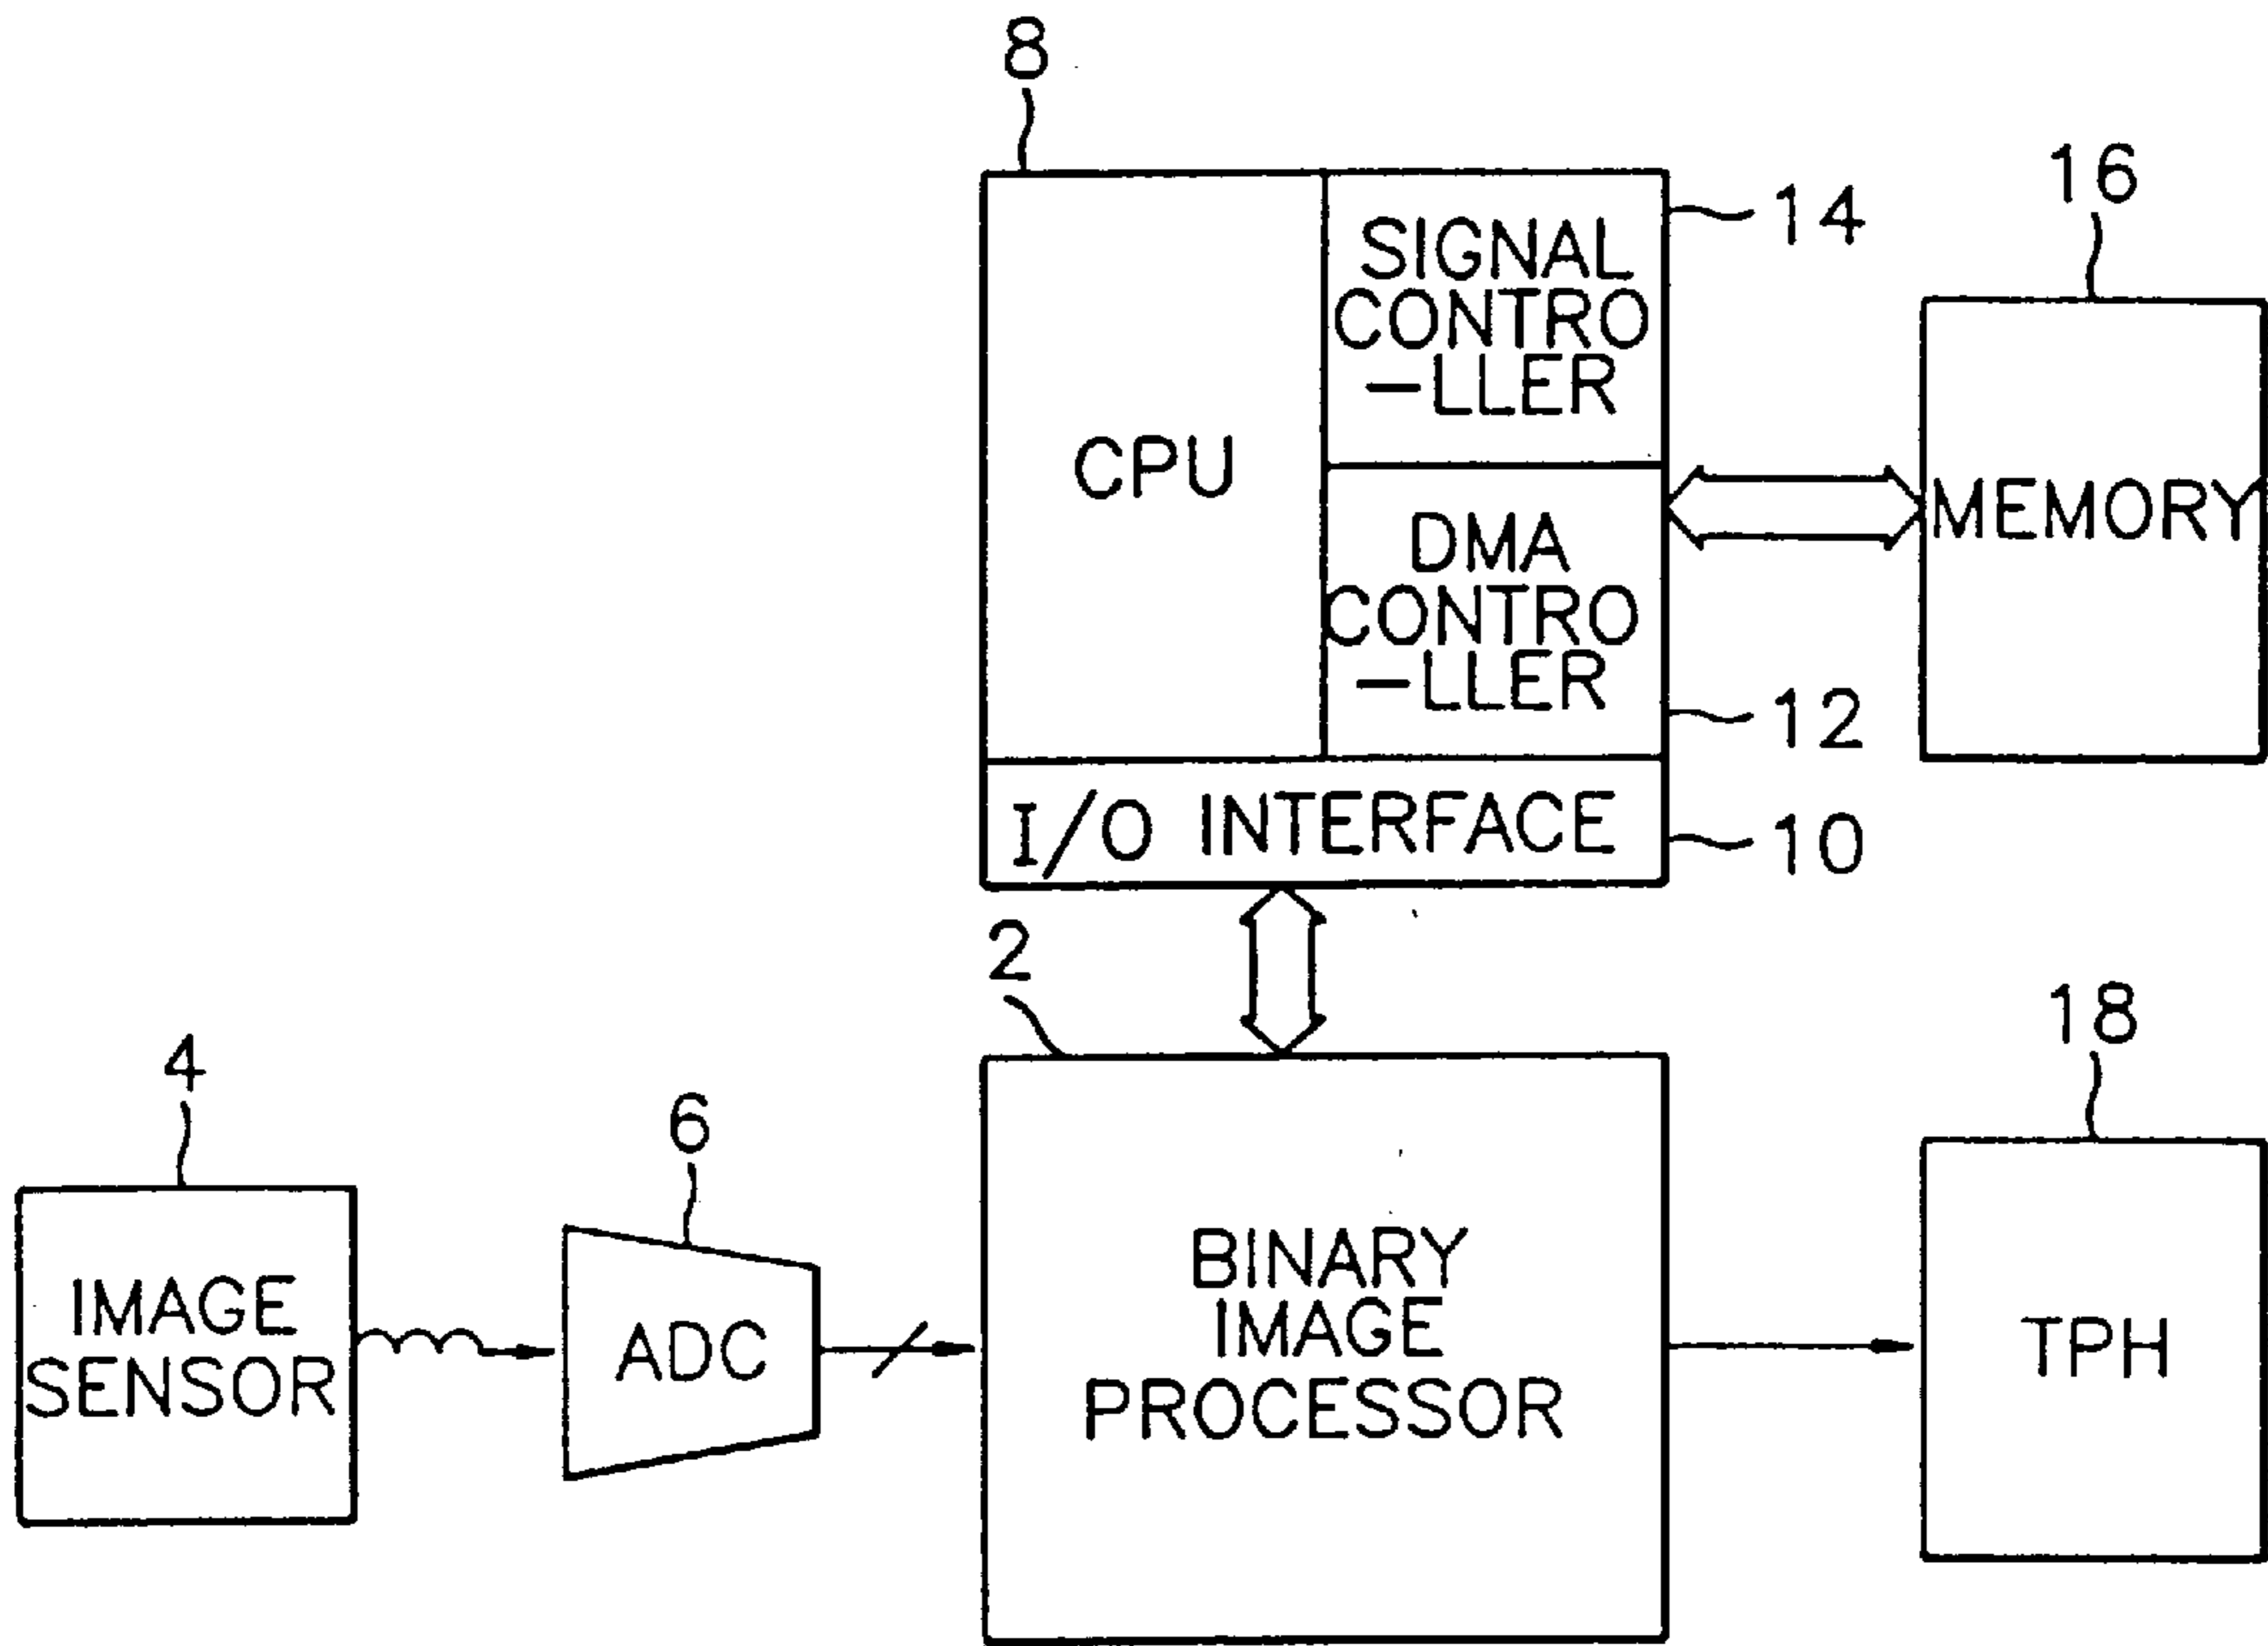 8
16
14
SIGNAL
CONTRO
-LLER
CPU
MEMORY
DMA
CONTRO
-LLER
12
I/O INTERFACE
10
2
18
4
6
BINARY
IMAGE
PROCESSOR
IMAGE
SENSOR
ADC
TPH